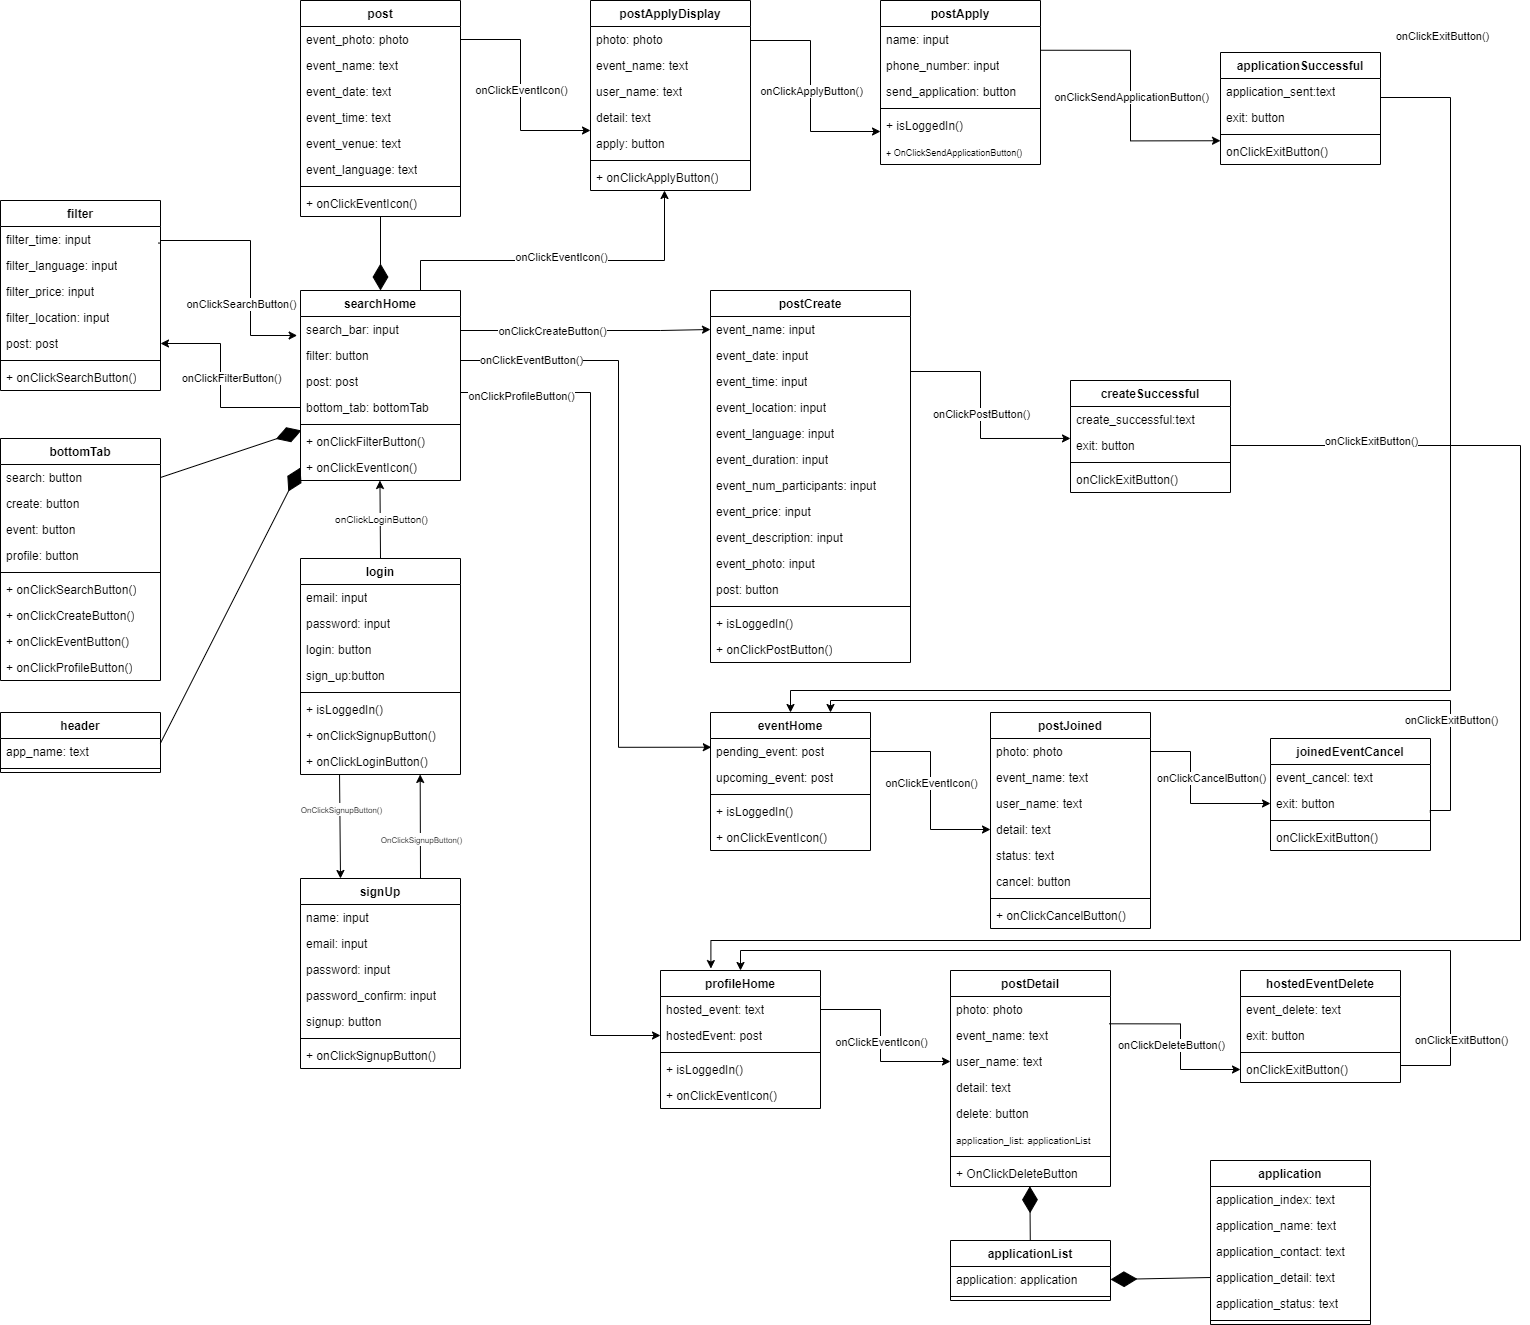 post
event_photo: photo
event_name: text
event_date: text
event_time: text
event_venue: text
event_language: text
+ onClickEventIcon()
onClickEventIcon()
postApplyDisplay
photo: photo
event_name: text
user_name: text
detail: text
apply: button
+ onClickApplyButton()
onClickApplyButton()
postApply
name: input
phone_number: input
send_application: button
+ isLoggedIn()
+ OnClickSendApplicationButton()
onClickSendApplicationButton()
applicationSuccessful
application_sent:text
exit: button
onClickExitButton()
onClickExitButton()
filter
filter_time: input
filter_language: input
filter_price: input
filter_location: input
post: post
+ onClickSearchButton()
onClickSearchButton()
onClickFilterButton()
onClickEventIcon()
searchHome
search_bar: input
filter: button
post: post
bottom_tab: bottomTab
+ onClickFilterButton()
+ onClickEventIcon()
onClickCreateButton()
onClickEventButton()
onClickProfileButton()
postCreate
event_name: input
event_date: input
event_time: input
event_location: input
event_language: input
event_duration: input
event_num_participants: input
event_price: input
event_description: input
event_photo: input
post: button
+ isLoggedIn()
+ onClickPostButton()
onClickPostButton()
createSuccessful
create_successful:text
exit: button
onClickExitButton()
onClickExitButton()
bottomTab
search: button
create: button
event: button
profile: button
+ onClickSearchButton()
+ onClickCreateButton()
+ onClickEventButton()
+ onClickProfileButton()
header
app_name: text
onClickLoginButton()
login
email: input
password: input
login: button
sign_up:button
+ isLoggedIn()
+ onClickSignupButton()
+ onClickLoginButton()
OnClickSignupButton()
OnClickSignupButton()
signUp
name: input
email: input
password: input
password_confirm: input
signup: button
+ onClickSignupButton()
eventHome
pending_event: post
upcoming_event: post
+ isLoggedIn()
+ onClickEventIcon()
onClickEventIcon()
postJoined
photo: photo
event_name: text
user_name: text
detail: text
status: text
cancel: button
+ onClickCancelButton()
onClickCancelButton()
joinedEventCancel
event_cancel: text
exit: button
onClickExitButton()
onClickExitButton()
profileHome
hosted_event: text
hostedEvent: post
+ isLoggedIn()
+ onClickEventIcon()
onClickEventIcon()
postDetail
photo: photo
event_name: text
user_name: text
detail: text
delete: button
application_list: applicationList
+ OnClickDeleteButton
onClickDeleteButton()
hostedEventDelete
event_delete: text
exit: button
onClickExitButton()
onClickExitButton()
applicationList
application: application
application
application_index: text
application_name: text
application_contact: text
application_detail: text
application_status: text